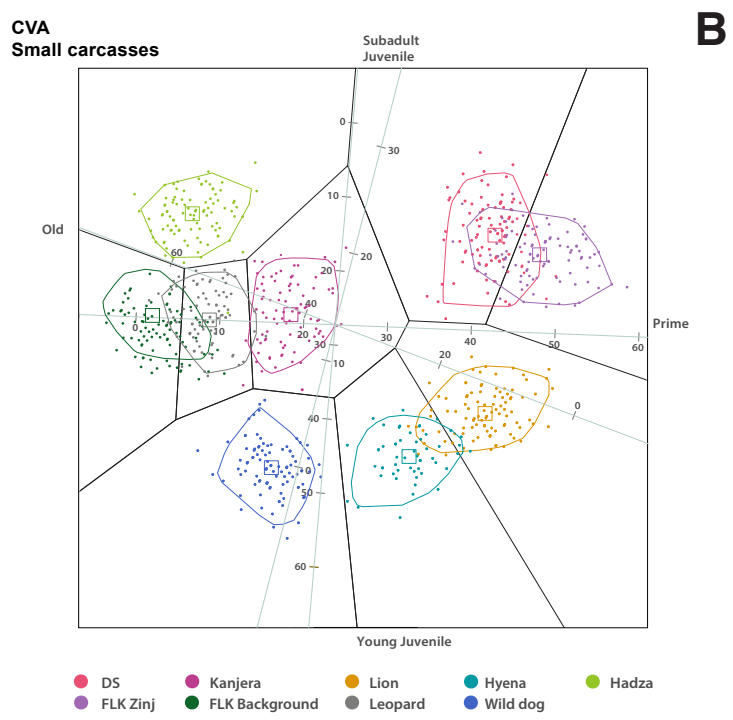 CVA
Small carcasses
B
Subadult
Juvenile
0
30
10
20
Old
60
20
40
0
10
20
30
30
40
50
60
Prime
10
20
0
40
0
50
60
Young Juvenile
DS
Kanjera
Lion
Hyena
Hadza
FLK Zinj
FLK Background
Leopard
Wild dog